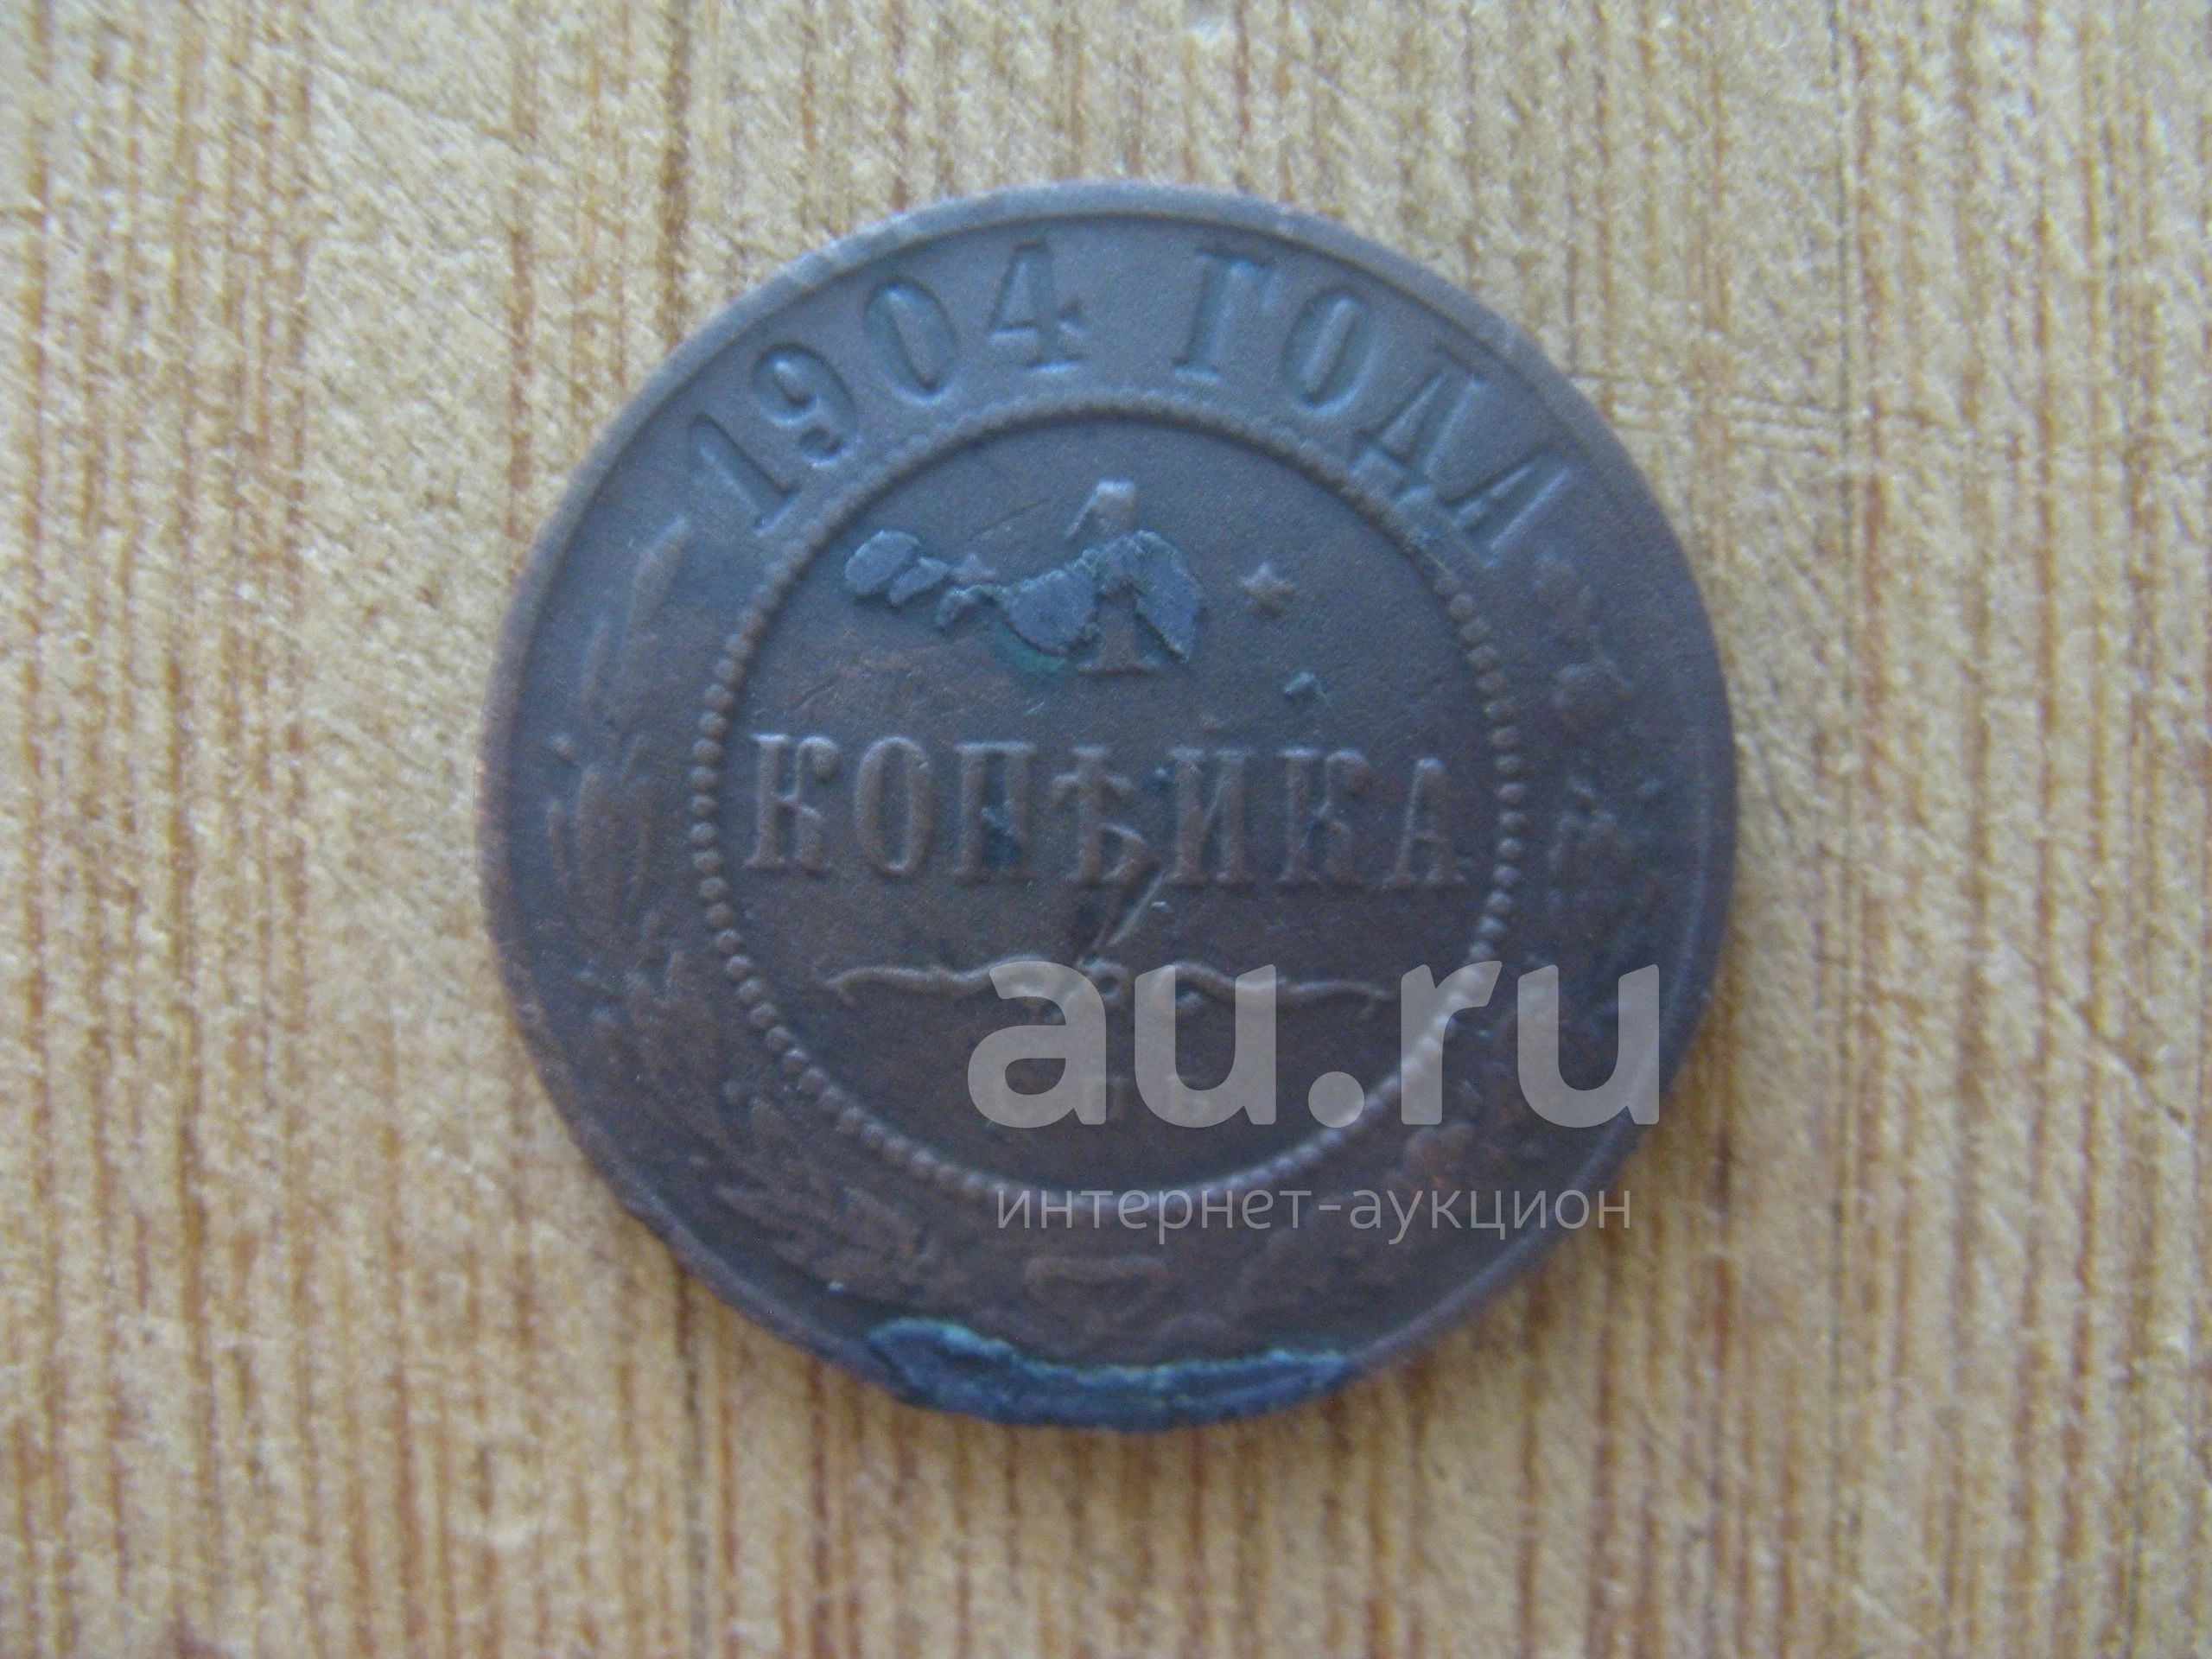 1904 ГОДА
1
КОПѢЙКА
au.ru
интернет-аукцион